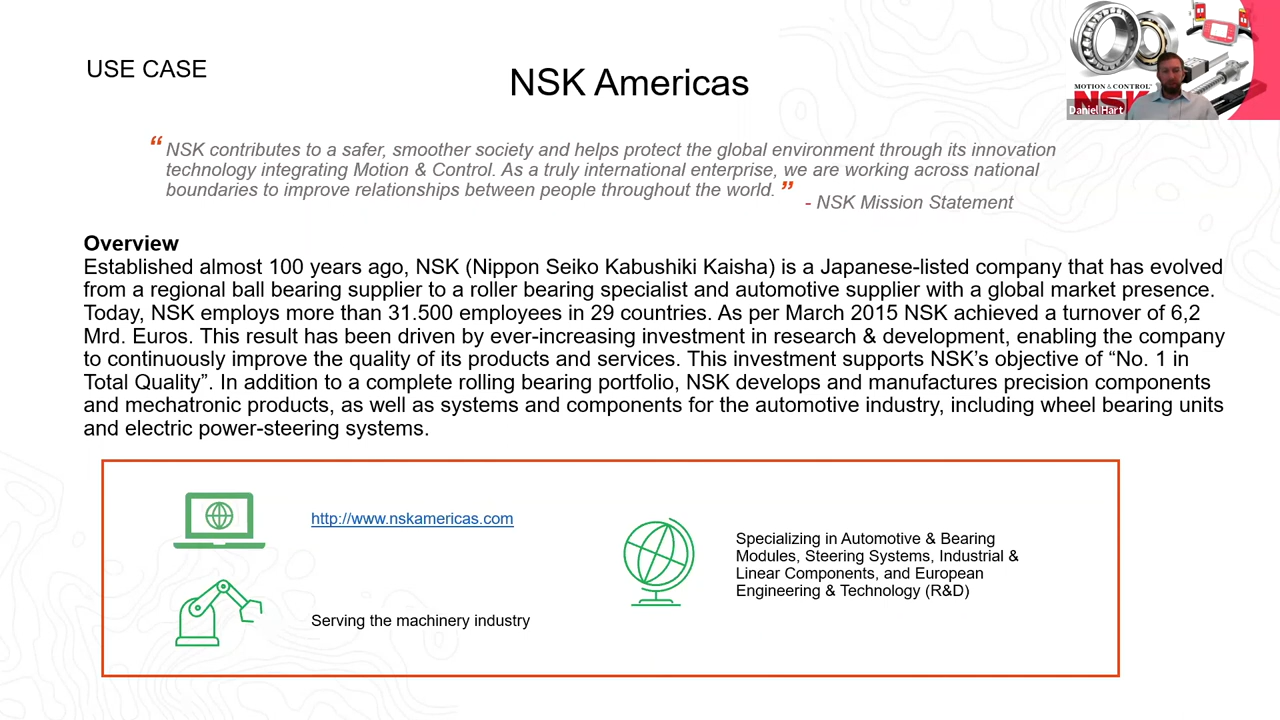 USE CASE
NSK Americas
MOTION & CONTROL
NSK
Daniel Hart
“ NSK contributes to a safer, smoother society and helps protect the global environment through its innovation
technology integrating Motion & Control. As a truly international enterprise, we are working across national
boundaries to improve relationships between people throughout the world. ”
- NSK Mission Statement
Overview
Established almost 100 years ago, NSK (Nippon Seiko Kabushiki Kaisha) is a Japanese-listed company that has evolved
from a regional ball bearing supplier to a roller bearing specialist and automotive supplier with a global market presence.
Today, NSK employs more than 31.500 employees in 29 countries. As per March 2015 NSK achieved a turnover of 6,2
Mrd. Euros. This result has been driven by ever-increasing investment in research & development, enabling the company
to continuously improve the quality of its products and services. This investment supports NSK’s objective of “No. 1 in
Total Quality”. In addition to a complete rolling bearing portfolio, NSK develops and manufactures precision components
and mechatronic products, as well as systems and components for the automotive industry, including wheel bearing units
and electric power-steering systems.
http://www.nskamericas.com
Serving the machinery industry
Specializing in Automotive & Bearing
Modules, Steering Systems, Industrial &
Linear Components, and European
Engineering & Technology (R&D)